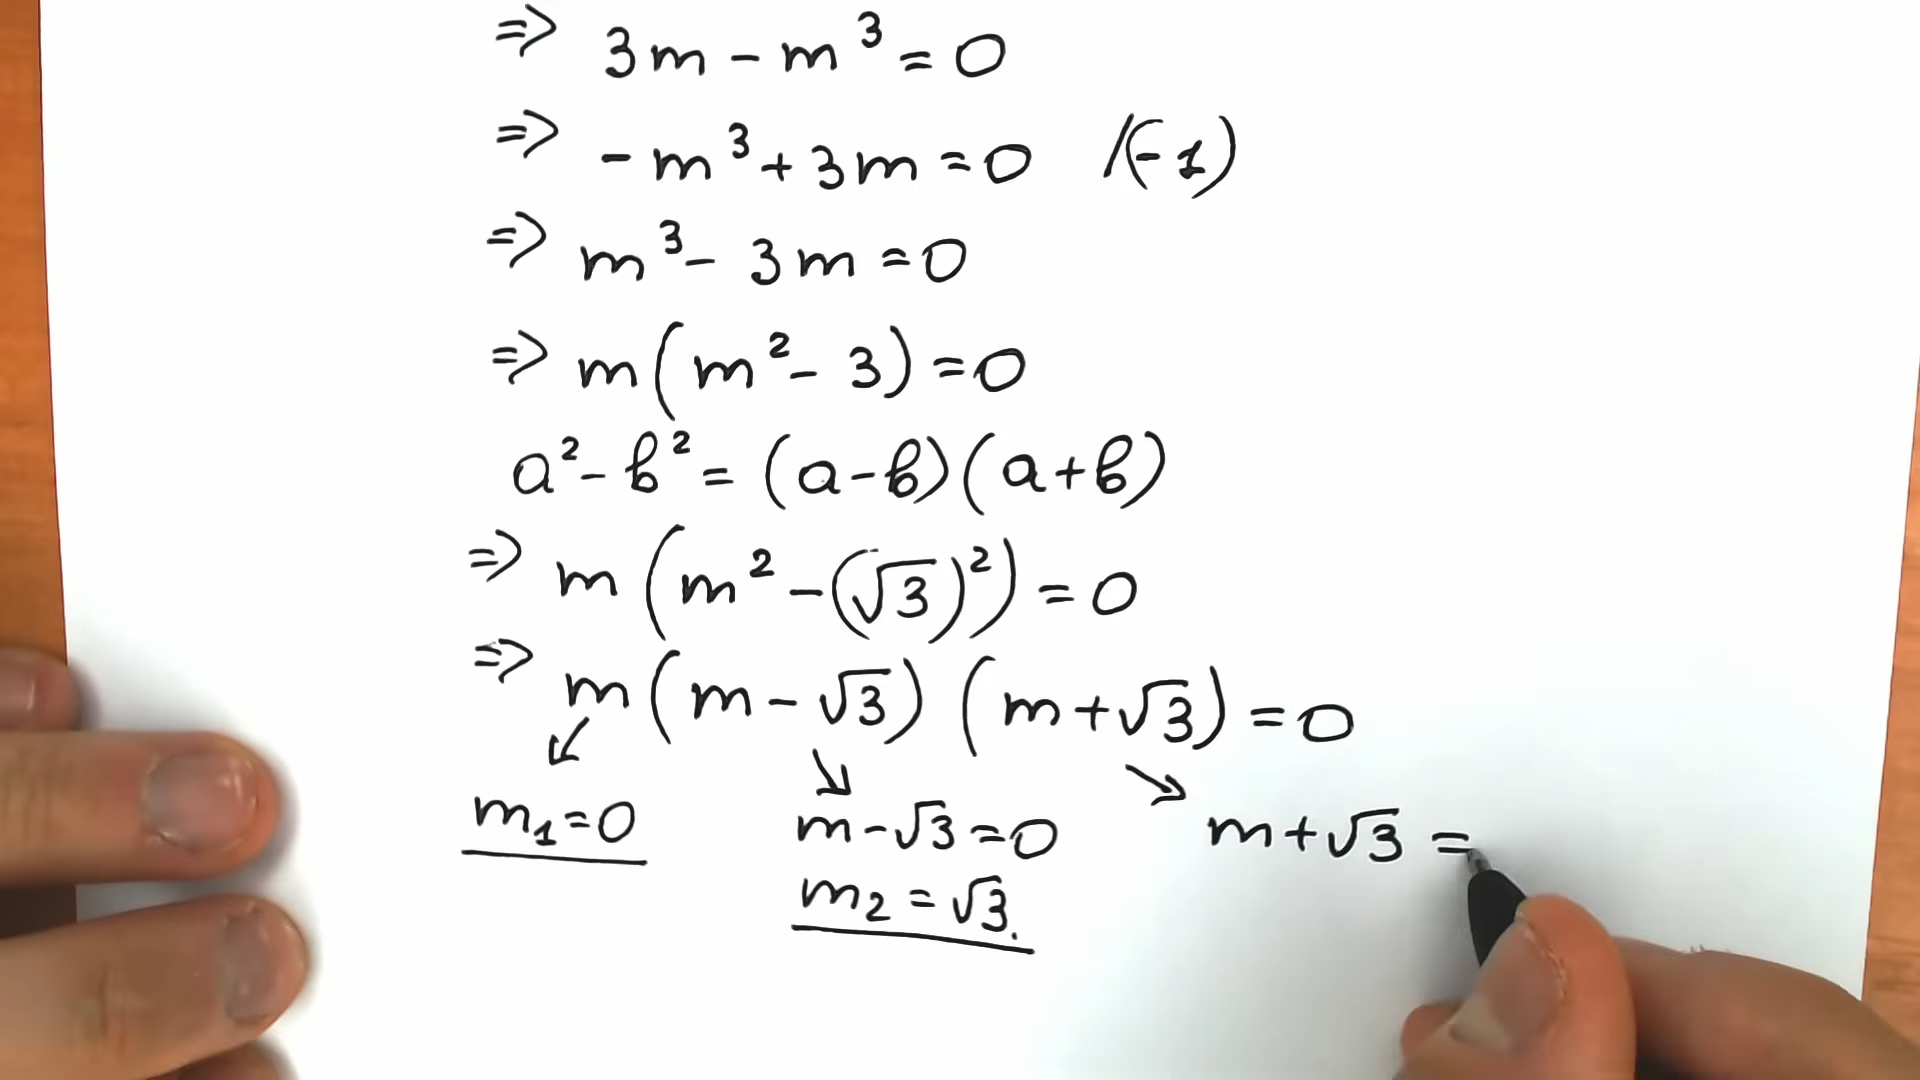 => 3m - m³ = 0
=> - m³ + 3m = 0 /(-1)
=> m³ - 3m = 0
=> m(m² - 3) = 0
a² - b² = (a - b)(a + b)
=> m(m² - (√3)²) = 0
=> m(m - √3) (m + √3) = 0
↙ ↘ ↘
m₁ = 0 m - √3 = 0 m + √3 =
m₂ = √3.